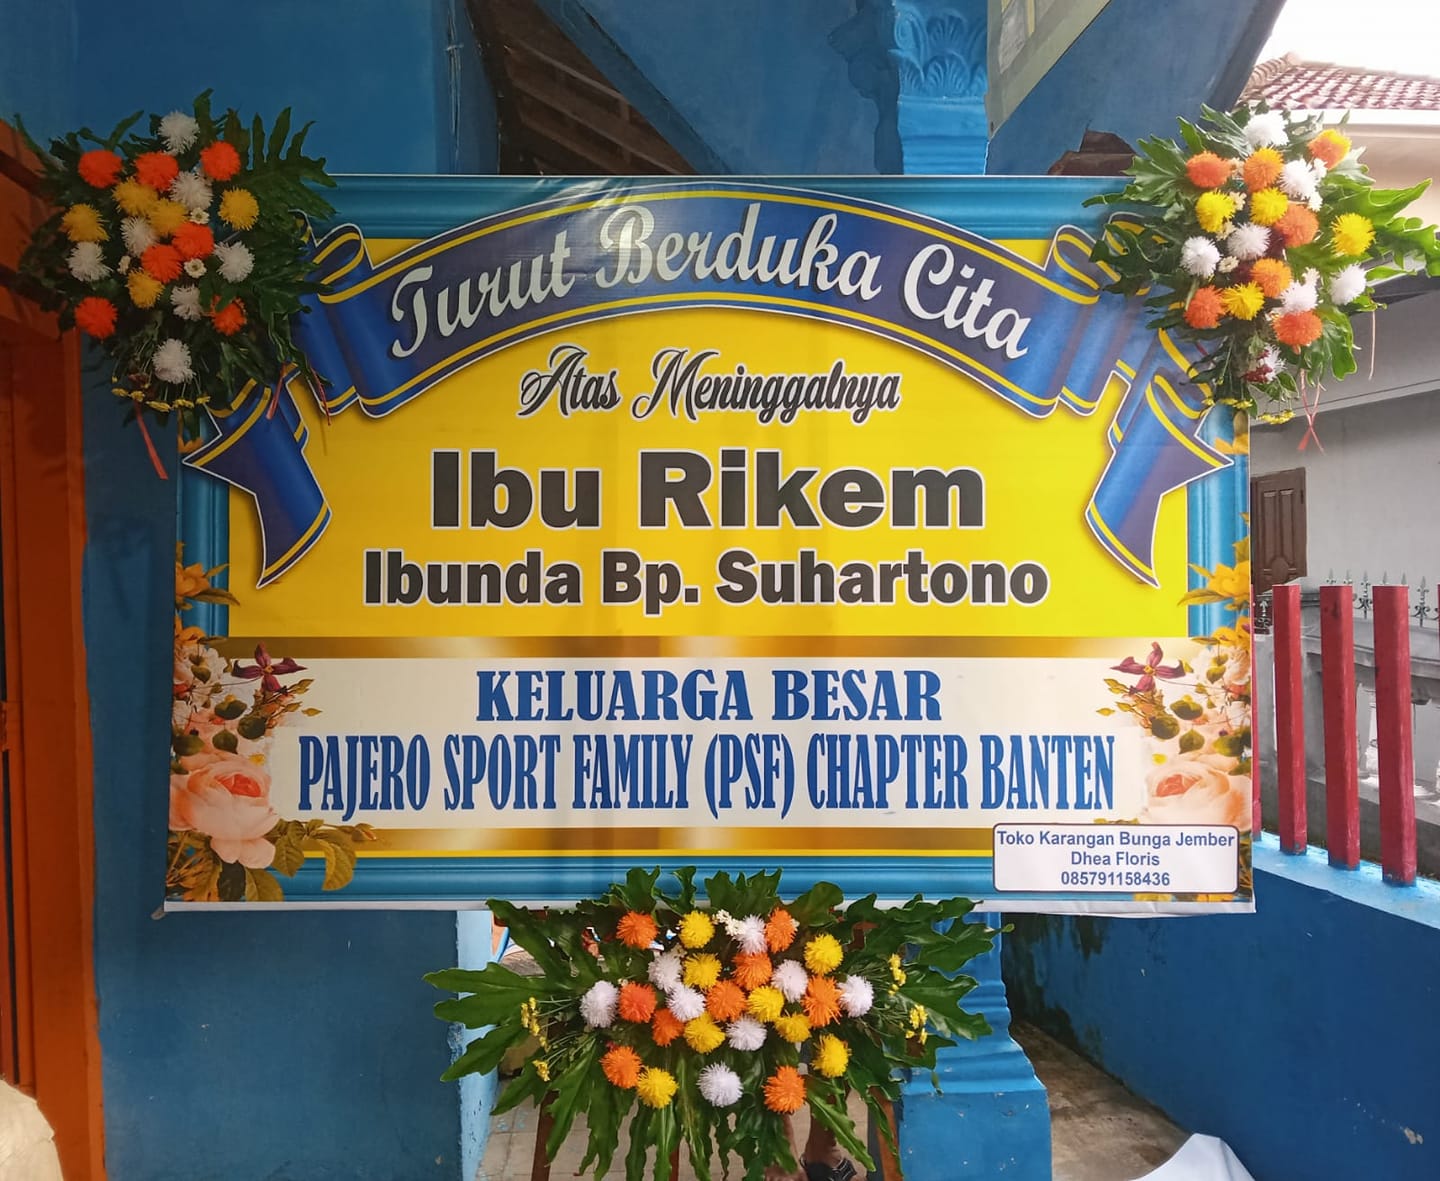 Turut Berduka Cita
Atas Meninggalnya
Ibu Rikem
Ibunda Bp. Suhartono
KELUARGA BESAR
PAJERO SPORT FAMILY (PSF) CHAPTER BANTEN
Toko Karangan Bunga Jember
Dhea Floris
085791158436